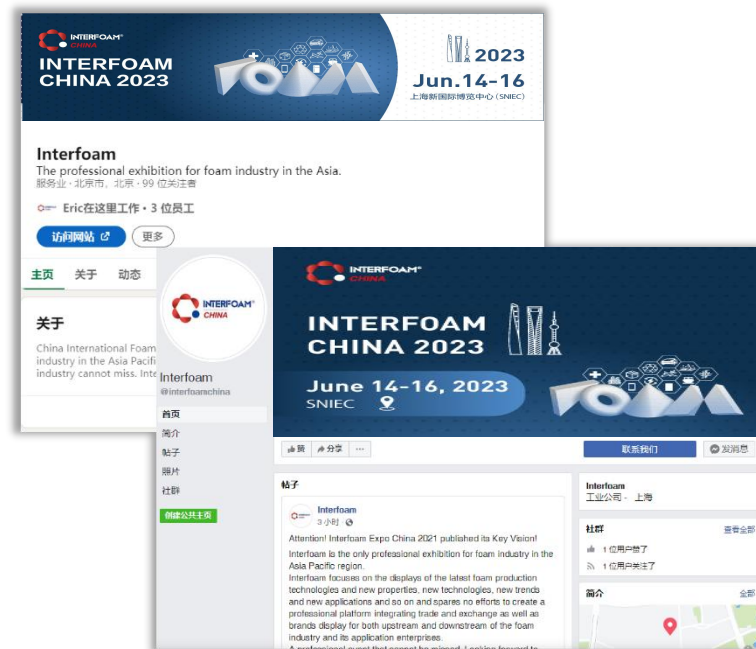 INTERFOAM
CHINA
INTERFOAM
CHINA 2023
2023
Jun.14-16
上海新国际博览中心(SNIEC)
Interfoam
The professional exhibition for foam industry in the Asia.
服务业 · 北京市, 北京 · 99 位关注者
Eric在这里工作 · 3 位员工
访问网站
更多
主页 关于 动态
关于
China International Foam
industry in the Asia Pacifi
industry cannot miss. Inte
INTERFOAM
CHINA
INTERFOAM
CHINA 2023
June 14-16, 2023
SNIEC
INTERFOAM
CHINA
Interfoam
@interfoamchina
首页
简介
帖子
照片
社群
创建公共主页
赞 分享 ...
联系我们
发消息
帖子
Interfoam
3 小时
Attention! Interfoam Expo China 2021 published its Key Vision!
Interfoam is the only professional exhibition for foam industry in the
Asia Pacific region.
Interfoam focuses on the displays of the latest foam production
technologies and new properties, new technologies, new trends
and new applications and so on and spares no efforts to create a
professional platform integrating trade and exchange as well as
brands display for both upstream and downstream of the foam
industry and its application enterprises.
A professional event that cannot be missed. Looking forward to
Interfoam
工业公司 · 上海
社群 查看全部
1 位用户赞了
1 位用户关注了
简介 全部